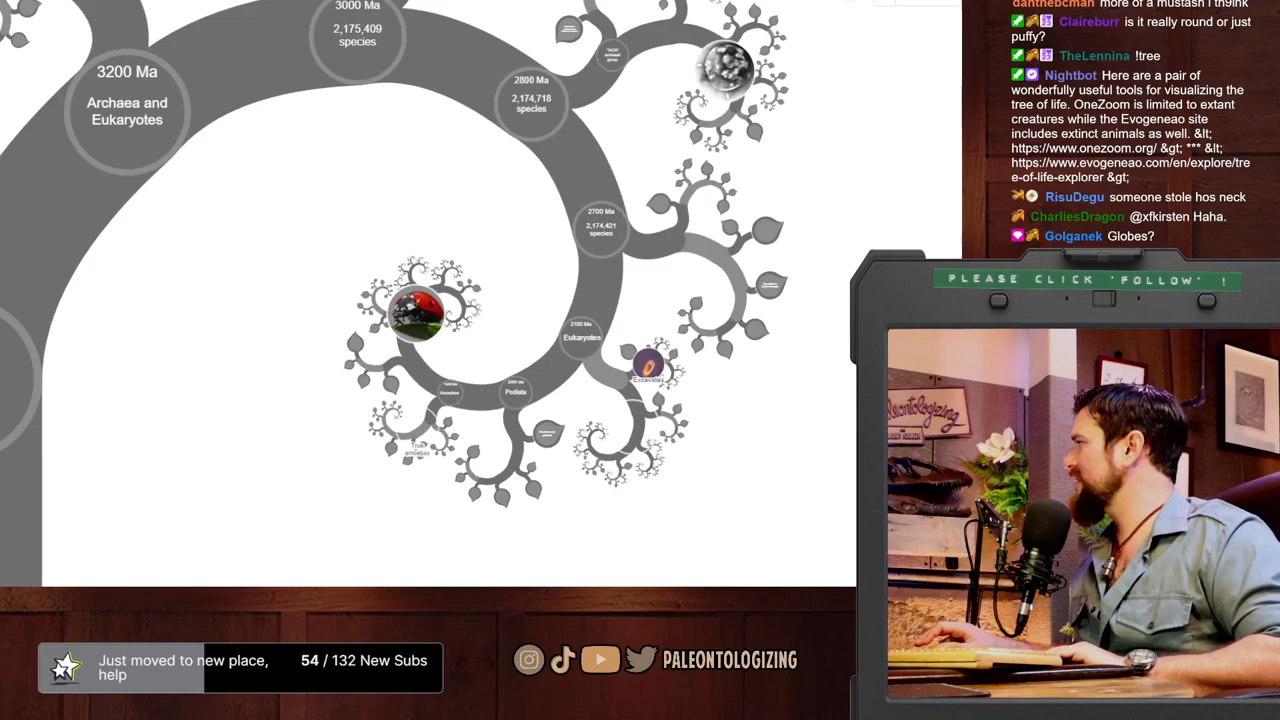 3000 Ma
2,175,409
species
3200 Ma
Archaea and
Eukaryotes
2800 Ma
2,174,718
species
2700 Ma
2,174,421
species
Eukaryotes
Podiata
Excavates
True
amoebas
danthebcman more of a mustash I th9ink
Claireburr is it really round or just
puffy?
TheLennina !tree
Nightbot Here are a pair of
wonderfully useful tools for visualizing the
tree of life. OneZoom is limited to extant
creatures while the Evogeneao site
includes extinct animals as well. &lt;
https://www.onezoom.org/ &gt; *** &lt;
https://www.evogeneao.com/en/explore/tre
e-of-life-explorer &gt;
RisuDegu someone stole hos neck
CharliesDragon @xfkirsten Haha.
Golganek Globes?
PLEASE CLICK 'FOLLOW' !
Paleontologizing
Just moved to new place,
help
54 / 132 New Subs
PALEONTOLOGIZING